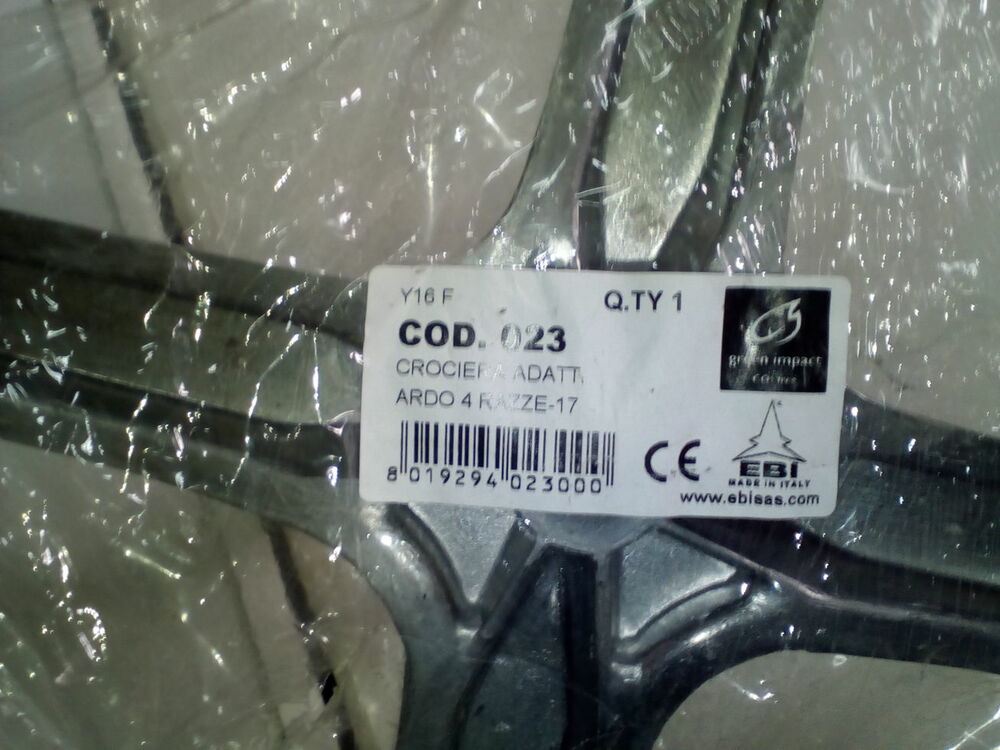 Y16 F
Q.TY 1
COD. 023
CROCIERA ADATT.
ARDO 4 RAZZE-17
8 019294 023000
green impact
CE
EBI
MADE IN ITALY
www.ebisas.com